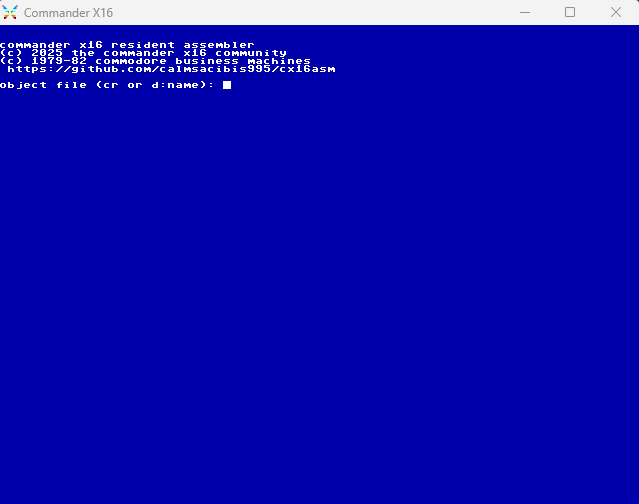 Commander X16
commander x16 resident assembler
(c) 2025 the commander x16 community
(c) 1979-82 commodore business machines
https://github.com/calmsacibis995/cx16asm
object file (cr or d:name):